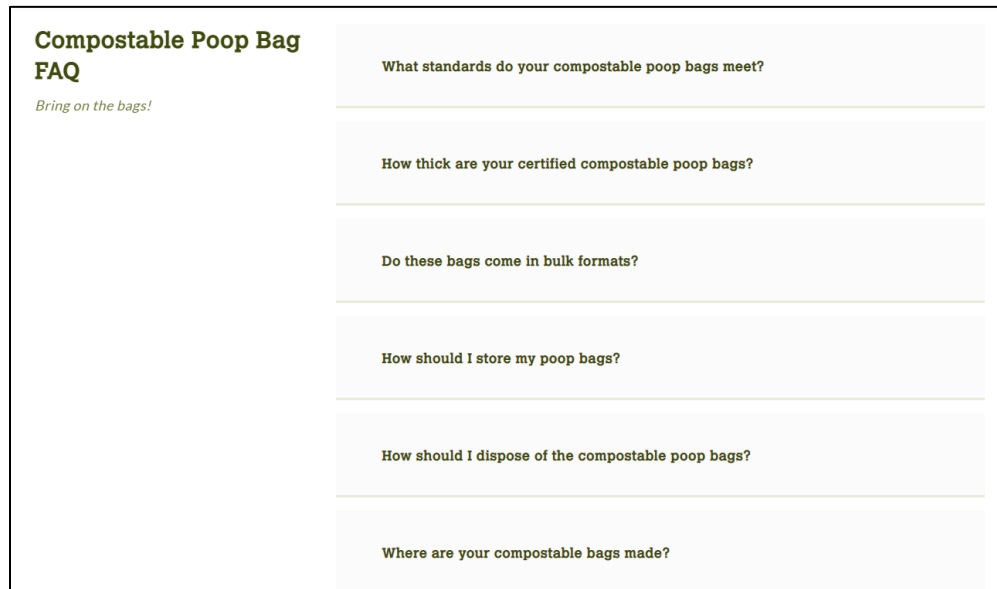 Compostable Poop Bag
FAQ
Bring on the bags!
What standards do your compostable poop bags meet?
How thick are your certified compostable poop bags?
Do these bags come in bulk formats?
How should I store my poop bags?
How should I dispose of the compostable poop bags?
Where are your compostable bags made?